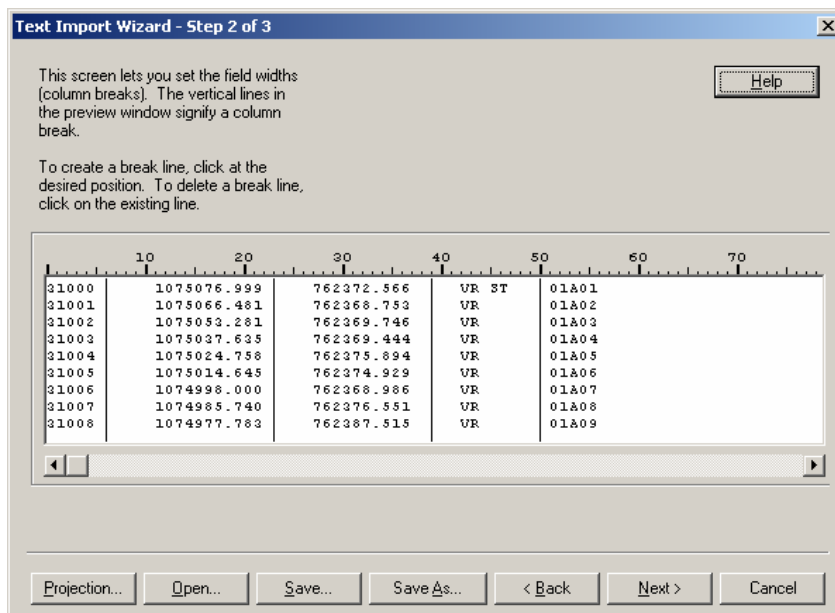 Text Import Wizard - Step 2 of 3
This screen lets you set the field widths
(column breaks). The vertical lines in
the preview window signify a column
break.
Help
To create a break line, click at the
desired position. To delete a break line,
click on the existing line.
10 20 30 40 50 60 70
31000 1075076.999 762372.566 VR ST 01A01
31001 1075066.481 762368.753 VR 01A02
31002 1075053.281 762369.746 VR 01A03
31003 1075037.635 762369.444 VR 01A04
31004 1075024.758 762375.894 VR 01A05
31005 1075014.645 762374.929 VR 01A06
31006 1074998.000 762368.986 VR 01A07
31007 1074985.740 762376.551 VR 01A08
31008 1074977.783 762387.515 VR 01A09
Projection... Open... Save... Save As... < Back Next > Cancel